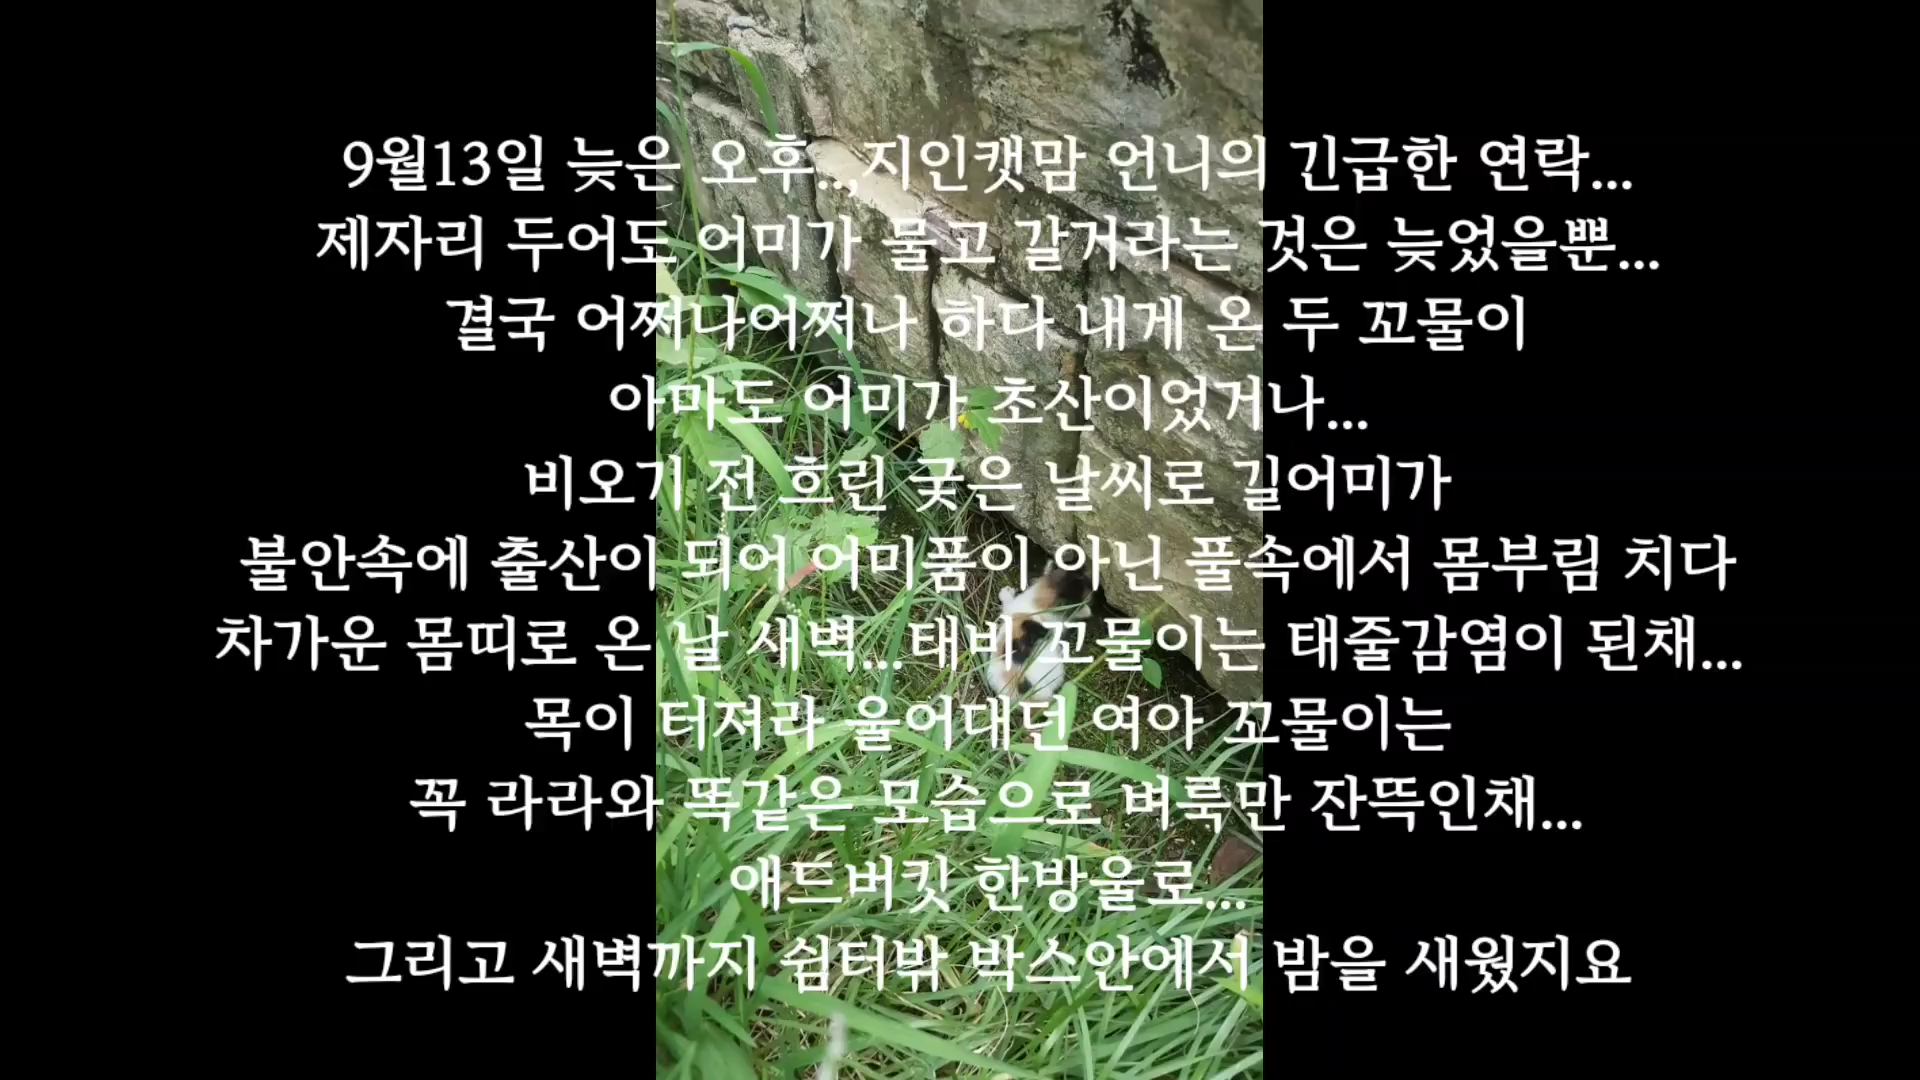 9월13일 늦은 오후..,지인캣맘 언니의 긴급한 연락...
제자리 두어도 어미가 물고 갈거라는 것은 늦었을뿐...
결국 어쩌나어쩌나 하다 내게 온 두 꼬물이
아마도 어미가 초산이었거나...
비오기 전 흐린 궂은 날씨로 길어미가
불안속에 출산이 되어 어미품이 아닌 풀속에서 몸부림 치다
차가운 몸띠로 온 날 새벽...태비 꼬물이는 태줄감염이 된채...
목이 터져라 울어대던 여아 꼬물이는
꼭 라라와 똑같은 모습으로 벼룩만 잔뜩인채...
애드버킷 한방울로...
그리고 새벽까지 쉼터밖 박스안에서 밤을 새웠지요